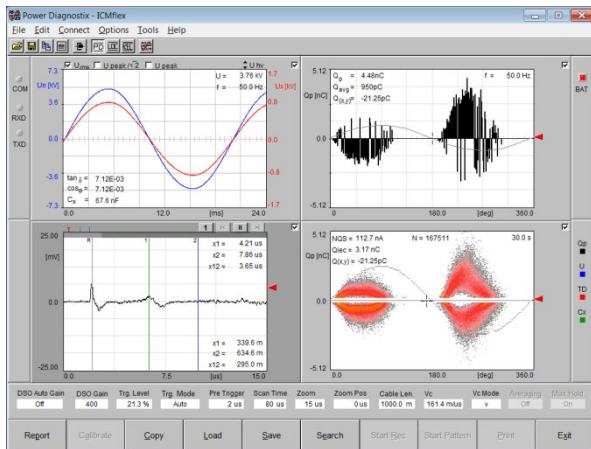 Power Diagnostix - ICMflex
File Edit Connect Options Tools Help
COM
RXD
TXD
7.3 Urms U peak /√2 U peak U hv 1.7
Un [kV] Ux [kV]
U = 3.76 kV
f = 50.0 Hz
3.6 0.8
0.0 0.0
-3.6 -0.8
tan δ = 7.12E-03
cosφ = 7.12E-03
Cx = 67.6 nF
-7.3 -1.7
0.0 12.0 [ms] 24.0
5.12
Qp [nC]
Qp = 4.48nC f = 50.0 Hz
Qavg = 950pC
Q(x,y) = -21.25pC
0.0
-5.12
0.0 180.0 [deg] 360.0
BAT
T
25.00
[mV]
R 1 2
1 R
x1 = 4.21 us
x2 = 7.86 us
x12 = 3.65 us
0.0
x1 = 339.6 m
x2 = 634.6 m
x12 = 295.0 m
-25.00
0.0 7.5 [us] 15.0
5.12
Qp [nC]
NQS = 112.7 nA N = 167511 30.0 s
Qiec = 3.17 nC
Q(x,y) = -21.25pC
0.0
-5.12
0.0 180.0 [deg] 360.0
Qp
U
TD
Cx
DSO Auto Gain DSO Gain Trg. Level Trg. Mode Pre Trigger Scan Time Zoom Zoom Pos Cable Len. Vc Vc Mode Averaging Max Hold
Off 400 21.3 % Auto 2 us 80 us 15 us 0 us 1000.0 m 161.4 m/us v Off On
Report Calibrate Copy Load Save Search Start Rec Start Pattern Print Exit